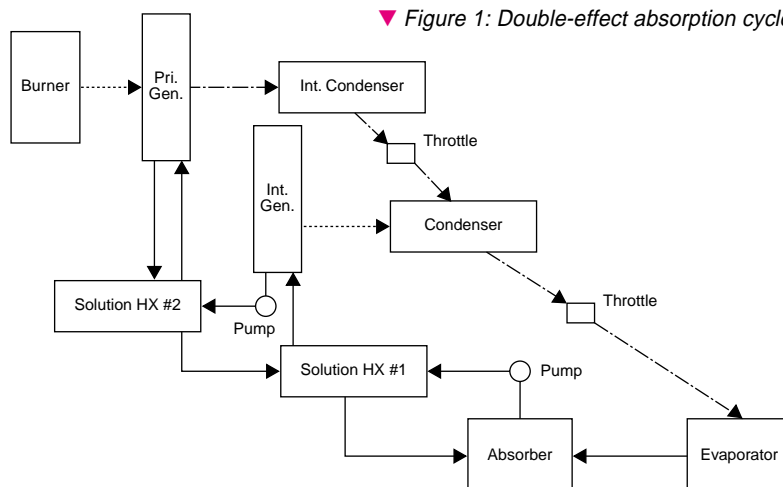 ▼ Figure 1: Double-effect absorption cycle
Burner
Pri.
Gen.
Int. Condenser
Throttle
Int.
Gen.
Condenser
Solution HX #2
Pump
Throttle
Solution HX #1
Pump
Absorber
Evaporator